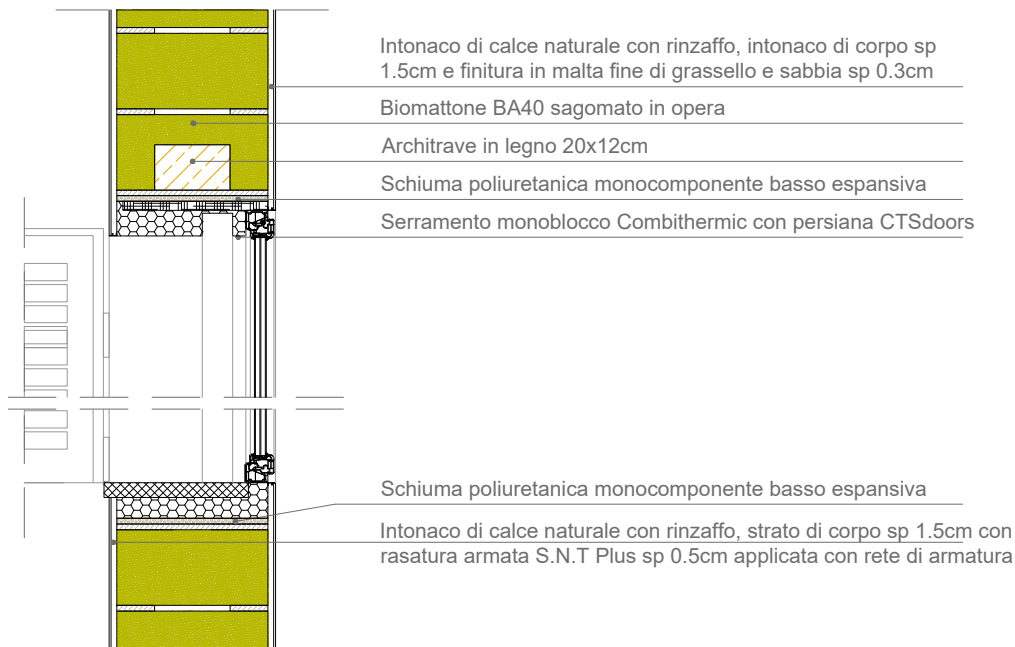 Intonaco di calce naturale con rinzaffo, intonaco di corpo sp
1.5cm e finitura in malta fine di grassello e sabbia sp 0.3cm
Biomattone BA40 sagomato in opera
Architrave in legno 20x12cm
Schiuma poliuretanica monocomponente basso espansiva
Serramento monoblocco Combithermic con persiana CTSdoors
Schiuma poliuretanica monocomponente basso espansiva
Intonaco di calce naturale con rinzaffo, strato di corpo sp 1.5cm con
rasatura armata S.N.T Plus sp 0.5cm applicata con rete di armatura